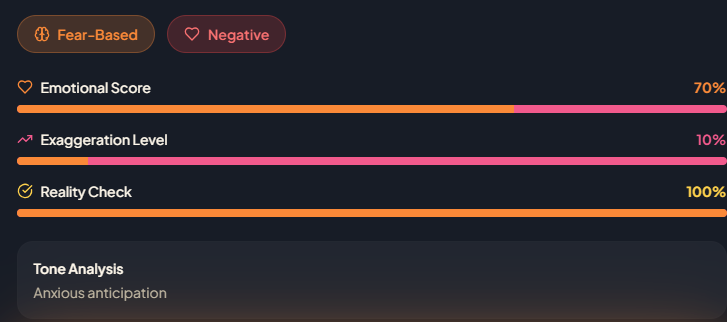 Fear-Based Negative
Emotional Score 70%
Exaggeration Level 10%
Reality Check 100%
Tone Analysis
Anxious anticipation